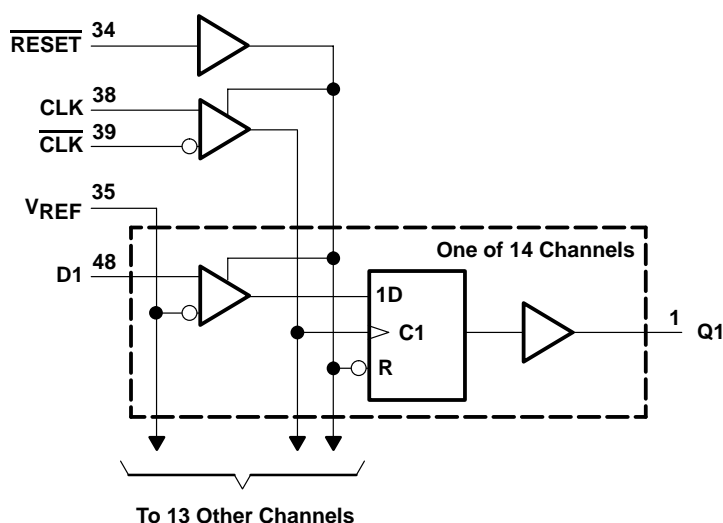 RESET 34
CLK 38
CLK 39
VREF 35
One of 14 Channels
D1 48
1D
C1
R
1 Q1
To 13 Other Channels